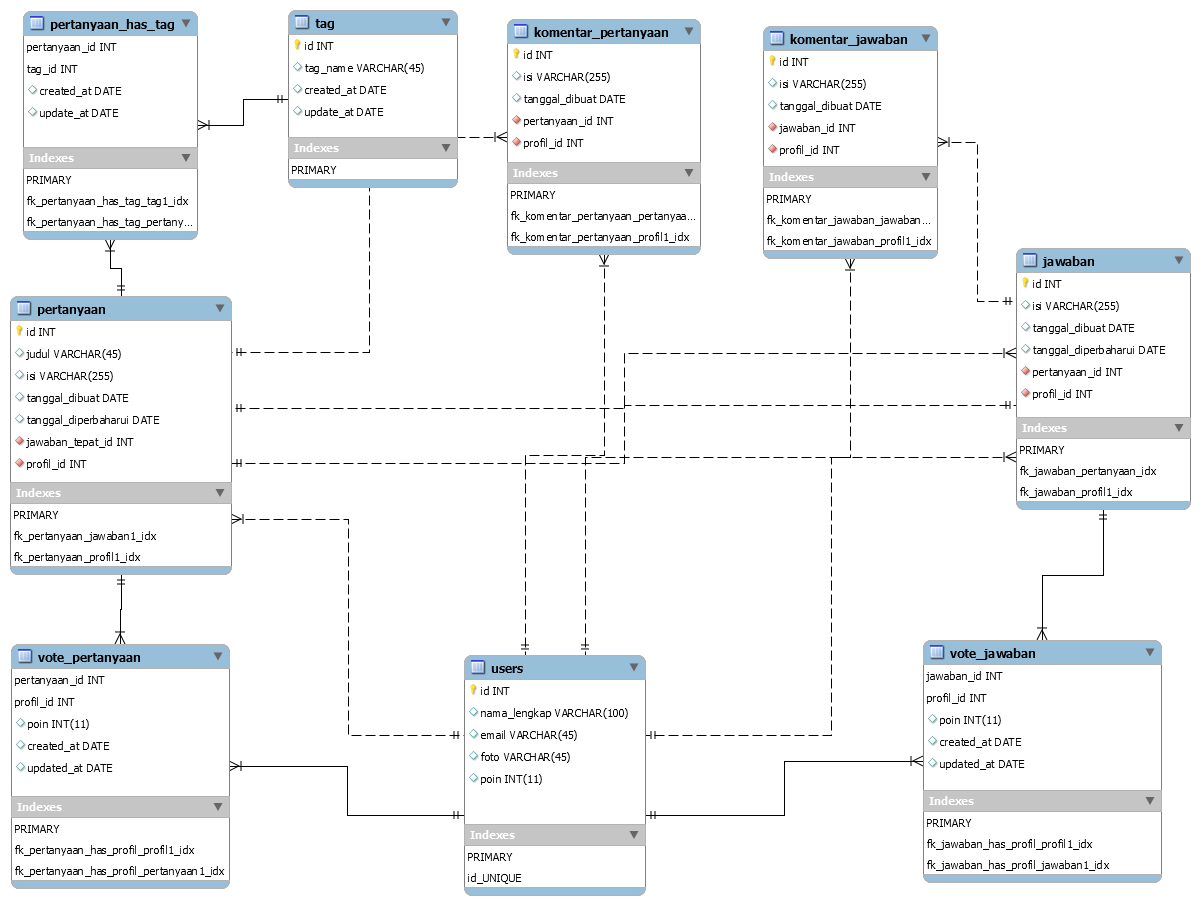 pertanyaan_has_tag
pertanyaan_id INT
tag_id INT
created_at DATE
update_at DATE
Indexes
PRIMARY
fk_pertanyaan_has_tag_tag1_idx
fk_pertanyaan_has_tag_pertany...
tag
id INT
tag_name VARCHAR(45)
created_at DATE
update_at DATE
Indexes
PRIMARY
komentar_pertanyaan
id INT
isi VARCHAR(255)
tanggal_dibuat DATE
pertanyaan_id INT
profil_id INT
Indexes
PRIMARY
fk_komentar_pertanyaan_pertanyaa...
fk_komentar_pertanyaan_profil1_idx
komentar_jawaban
id INT
isi VARCHAR(255)
tanggal_dibuat DATE
jawaban_id INT
profil_id INT
Indexes
PRIMARY
fk_komentar_jawaban_jawaban...
fk_komentar_jawaban_profil1_idx
jawaban
id INT
isi VARCHAR(255)
tanggal_dibuat DATE
tanggal_diperbaharui DATE
pertanyaan_id INT
profil_id INT
Indexes
PRIMARY
fk_jawaban_pertanyaan_idx
fk_jawaban_profil1_idx
pertanyaan
id INT
judul VARCHAR(45)
isi VARCHAR(255)
tanggal_dibuat DATE
tanggal_diperbaharui DATE
jawaban_tepat_id INT
profil_id INT
Indexes
PRIMARY
fk_pertanyaan_jawaban1_idx
fk_pertanyaan_profil1_idx
vote_pertanyaan
pertanyaan_id INT
profil_id INT
poin INT(11)
created_at DATE
updated_at DATE
Indexes
PRIMARY
fk_pertanyaan_has_profil_profil1_idx
fk_pertanyaan_has_profil_pertanyaan1_idx
users
id INT
nama_lengkap VARCHAR(100)
email VARCHAR(45)
foto VARCHAR(45)
poin INT(11)
Indexes
PRIMARY
id_UNIQUE
vote_jawaban
jawaban_id INT
profil_id INT
poin INT(11)
created_at DATE
updated_at DATE
Indexes
PRIMARY
fk_jawaban_has_profil_profil1_idx
fk_jawaban_has_profil_jawaban1_idx